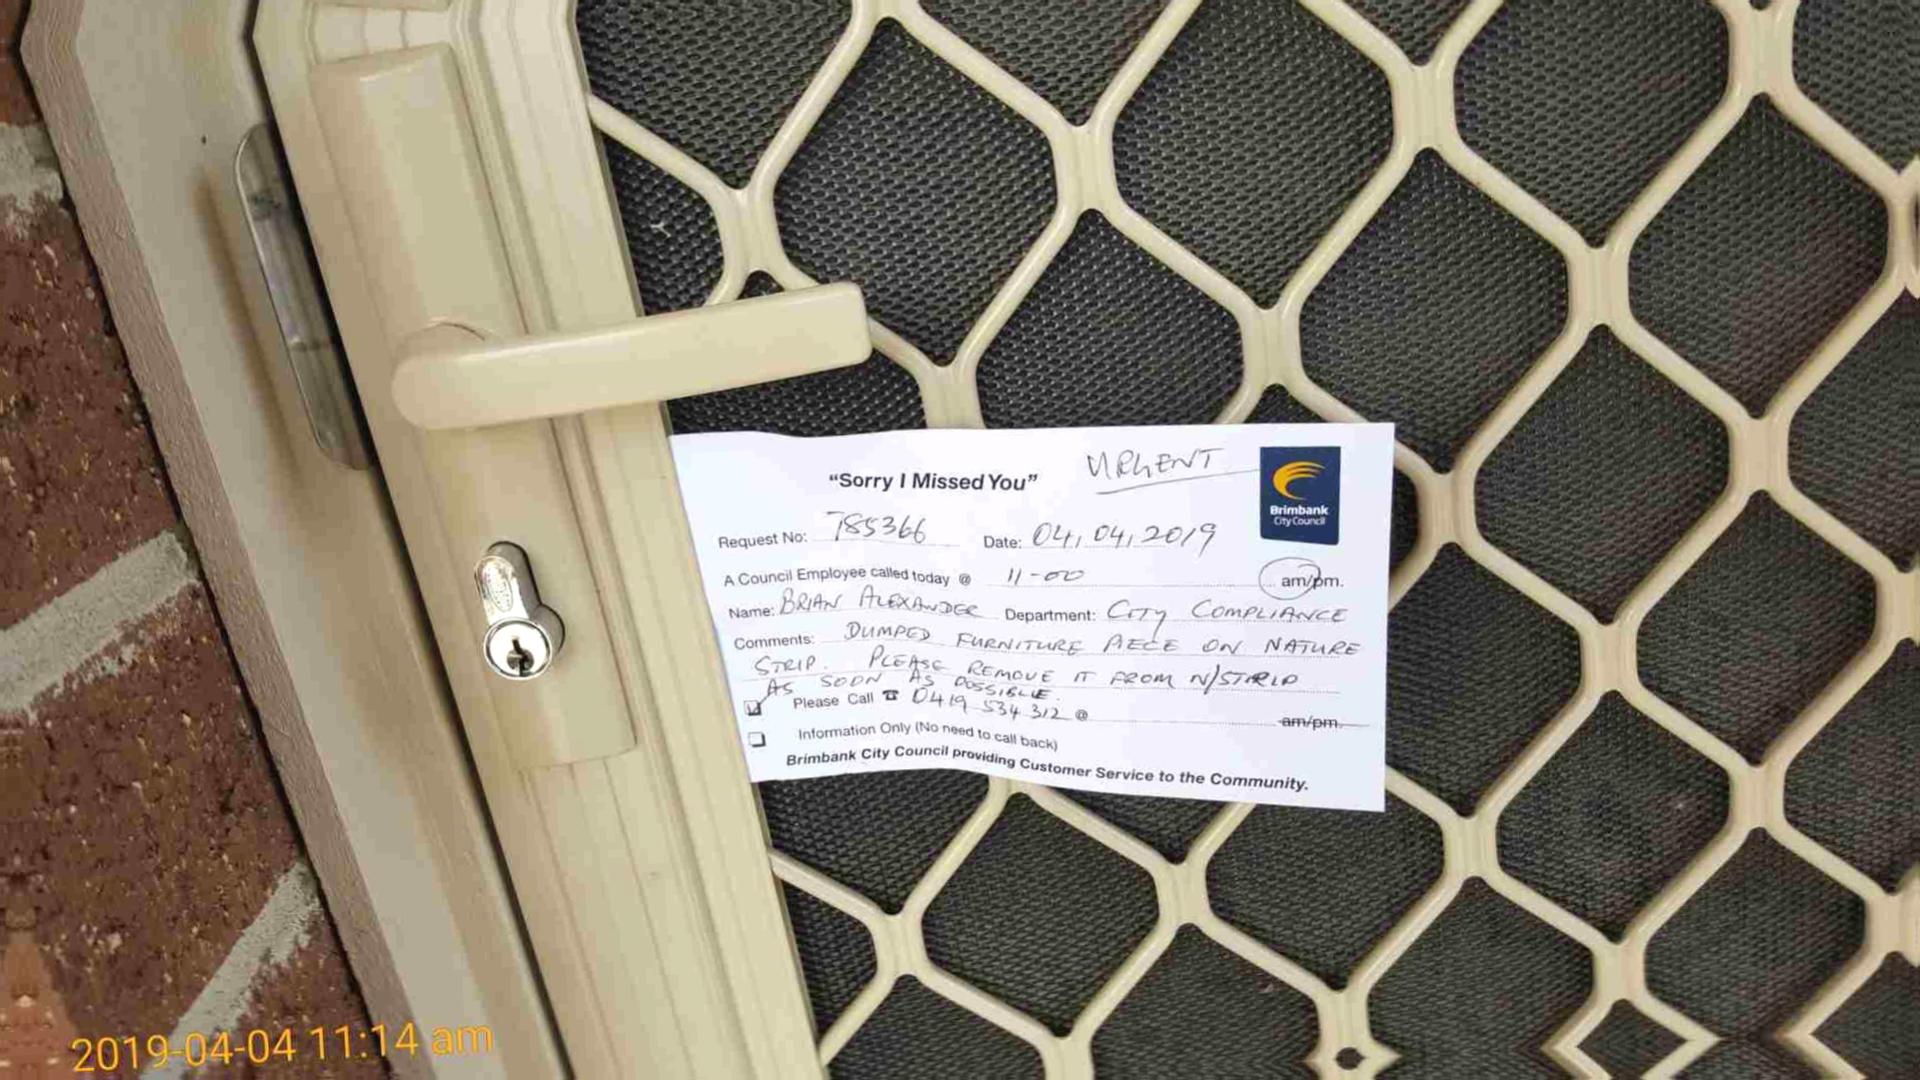 "Sorry I Missed You" URGENT
Brimbank
City Council
Request No: 785366 Date: 04,04,2019
A Council Employee called today @ 11-00 am/pm.
Name: BRIAN ALEXANDER Department: CITY COMPLIANCE
Comments: DUMPED FURNITURE PIECE ON NATURE
STRIP. PLEASE REMOVE IT FROM N/STRIP
AS SOON AS POSSIBLE.
Please Call ☎ 0419 534 312 @ am/pm.
Information Only (No need to call back)
Brimbank City Council providing Customer Service to the Community.
2019-04-04 11:14 am